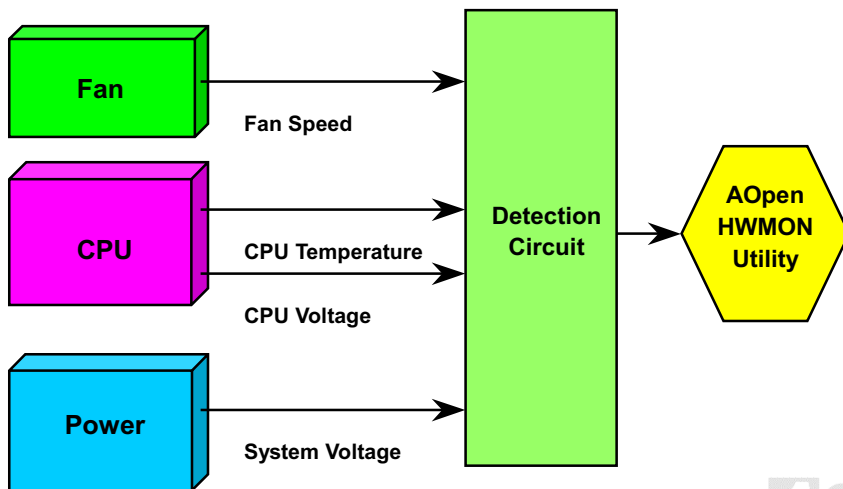 Fan
Fan Speed
CPU
CPU Temperature
CPU Voltage
Power
System Voltage
Detection
Circuit
AOpen
HWMON
Utility